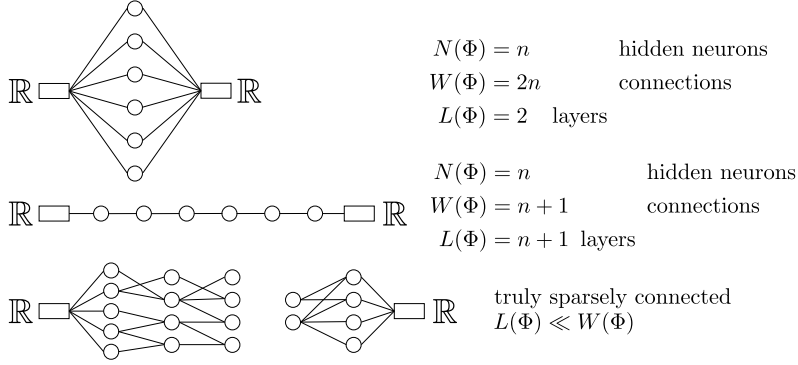 ℝ ℝ
N(Φ) = n hidden neurons
W(Φ) = 2n connections
L(Φ) = 2 layers
ℝ ℝ
N(Φ) = n hidden neurons
W(Φ) = n + 1 connections
L(Φ) = n + 1 layers
ℝ ℝ
truly sparsely connected
L(Φ) ≪ W(Φ)